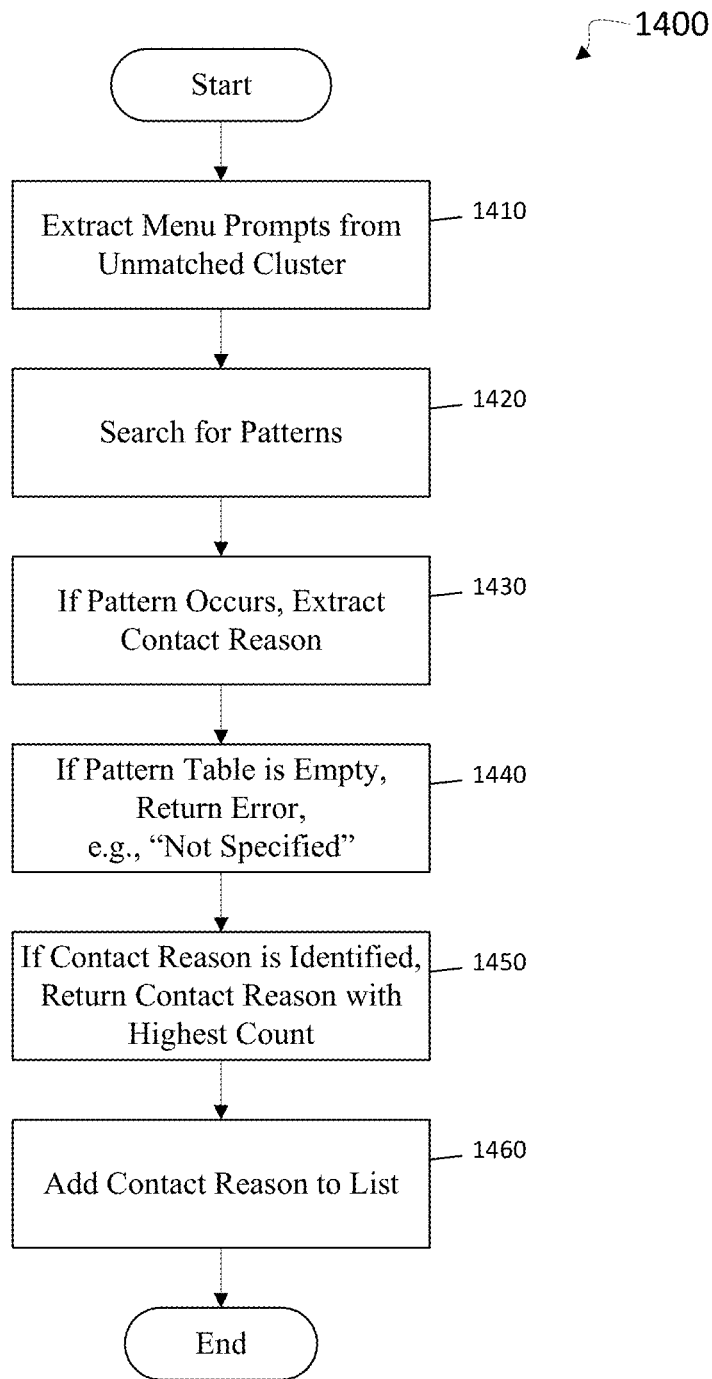 1400
Start
Extract Menu Prompts from
Unmatched Cluster
1410
Search for Patterns
1420
If Pattern Occurs, Extract
Contact Reason
1430
If Pattern Table is Empty,
Return Error,
e.g., “Not Specified”
1440
If Contact Reason is Identified,
Return Contact Reason with
Highest Count
1450
Add Contact Reason to List
1460
End